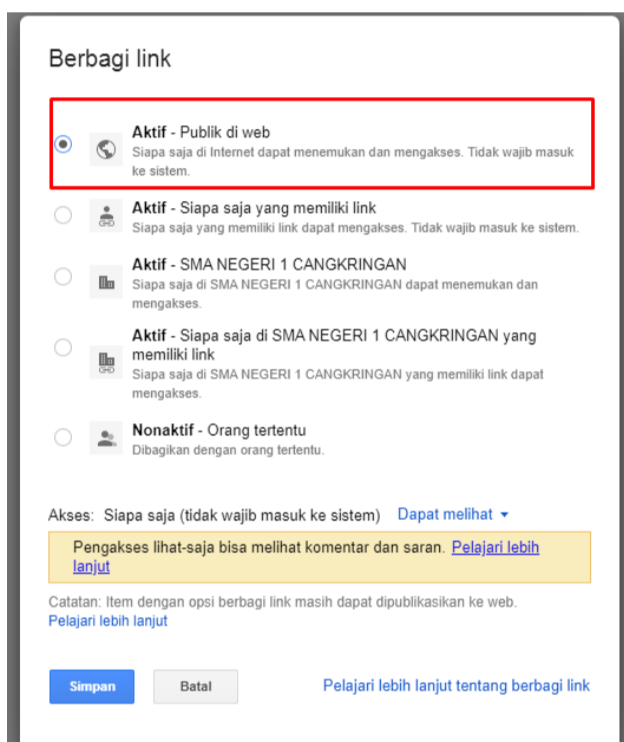 Berbagi link
Aktif - Publik di web
Siapa saja di Internet dapat menemukan dan mengakses. Tidak wajib masuk
ke sistem.
Aktif - Siapa saja yang memiliki link
Siapa saja yang memiliki link dapat mengakses. Tidak wajib masuk ke sistem.
Aktif - SMA NEGERI 1 CANGKRINGAN
Siapa saja di SMA NEGERI 1 CANGKRINGAN dapat menemukan dan
mengakses.
Aktif - Siapa saja di SMA NEGERI 1 CANGKRINGAN yang
memiliki link
Siapa saja di SMA NEGERI 1 CANGKRINGAN yang memiliki link dapat
mengakses.
Nonaktif - Orang tertentu
Dibagikan dengan orang tertentu.
Akses: Siapa saja (tidak wajib masuk ke sistem) Dapat melihat
Pengakses lihat-saja bisa melihat komentar dan saran. Pelajari lebih
lanjut
Catatan: Item dengan opsi berbagi link masih dapat dipublikasikan ke web.
Pelajari lebih lanjut
Simpan Batal Pelajari lebih lanjut tentang berbagi link